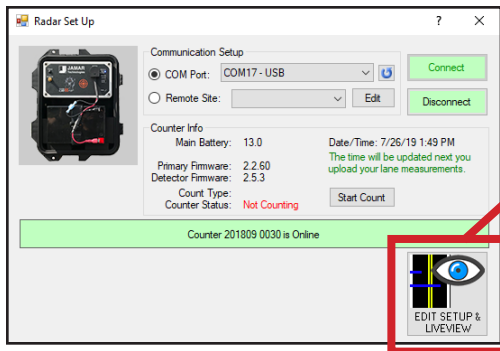 Radar Set Up
? ×
JAMAR
Technologies
Communication Setup
COM Port: COM17 - USB
Connect
Remote Site:
Edit
Disconnect
Counter Info
Main Battery: 13.0
Date/Time: 7/26/19 1:49 PM
The time will be updated next you
upload your lane measurements.
Primary Firmware: 2.2.60
Detector Firmware: 2.5.3
Count Type:
Counter Status: Not Counting
Start Count
Counter 201809 0030 is Online
EDIT SETUP &
LIVEVIEW